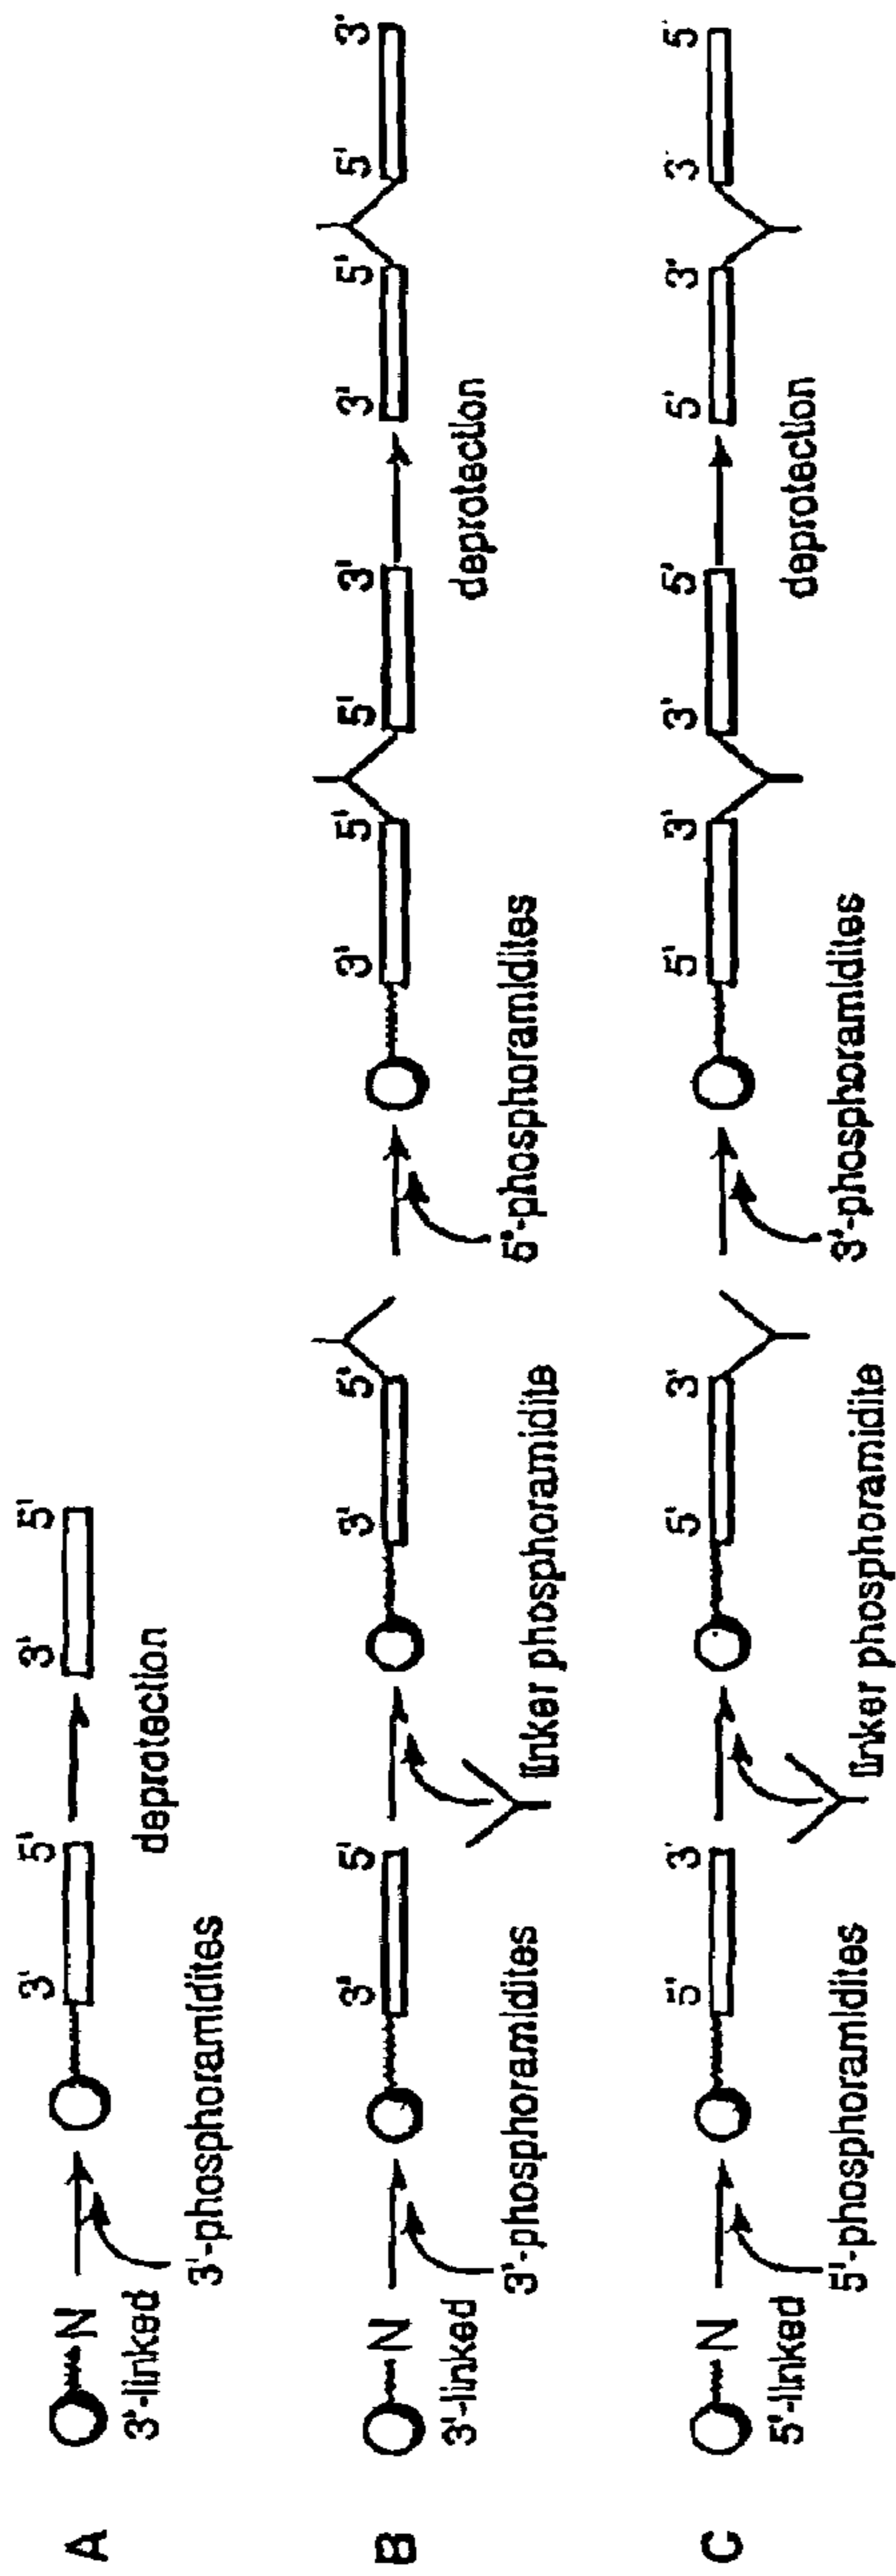 A
N
3'-linked
3'-phosphoramidites
3' 5'
deprotection
3' 5'
B
N
3'-linked
3'-phosphoramidites
3' 5'
linker phosphoramidite
3' 5'
5'-phosphoramidites
3' 5' 5' 3'
deprotection
3' 5' 5' 3'
C
N
5'-linked
5'-phosphoramidites
5' 3'
linker phosphoramidite
5' 3'
3'-phosphoramidites
5' 3' 3' 5'
deprotection
5' 3' 3' 5'